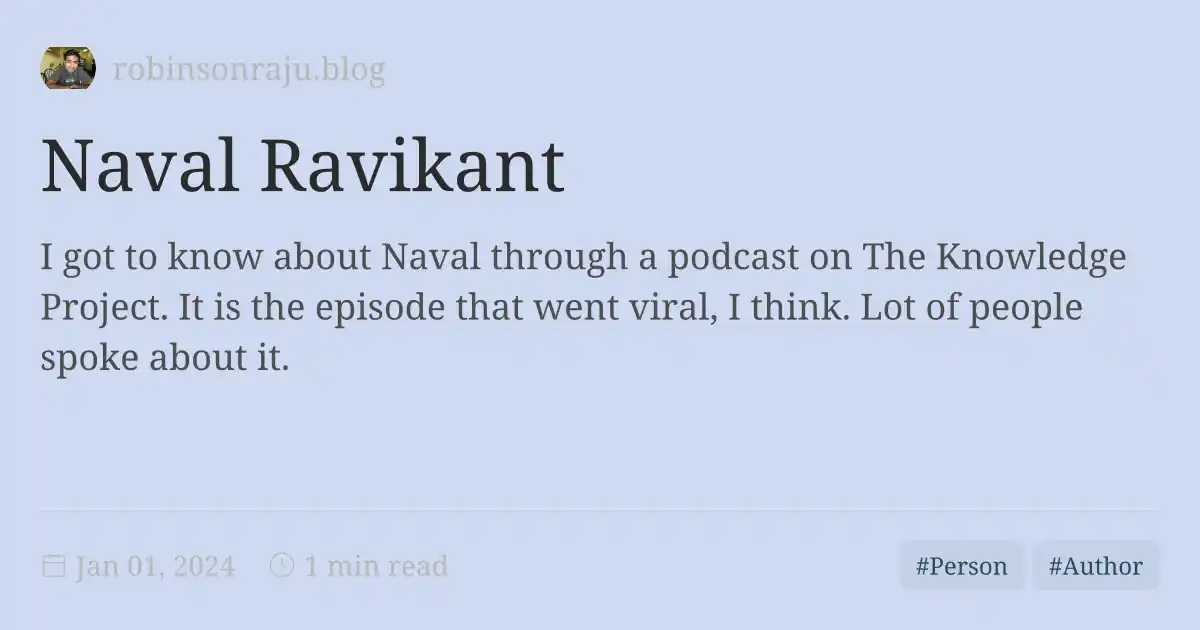 robinsonraju.blog
Naval Ravikant
I got to know about Naval through a podcast on The Knowledge
Project. It is the episode that went viral, I think. Lot of people
spoke about it.
Jan 01, 2024 1 min read #Person #Author